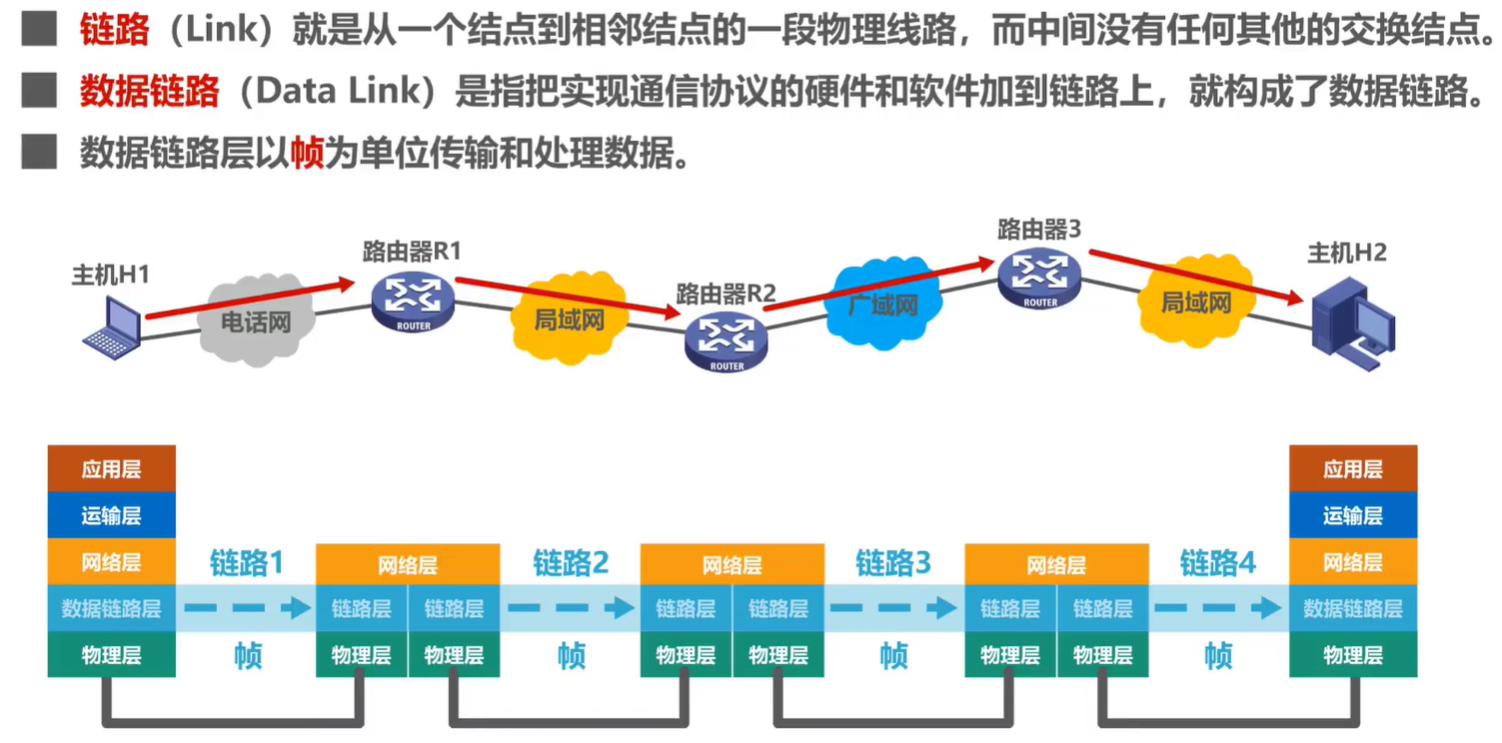 链路（Link）就是从一个结点到相邻结点的一段物理线路，而中间没有任何其他的交换结点。
数据链路（Data Link）是指把实现通信协议的硬件和软件加到链路上，就构成了数据链路。
数据链路层以帧为单位传输和处理数据。
主机H1
电话网
路由器R1
ROUTER
局域网
路由器R2
ROUTER
广域网
路由器3
ROUTER
局域网
主机H2
应用层
运输层
网络层
数据链路层
物理层
链路1
帧
网络层
链路层 链路层
物理层 物理层
链路2
帧
网络层
链路层 链路层
物理层 物理层
链路3
帧
网络层
链路层 链路层
物理层 物理层
链路4
帧
应用层
运输层
网络层
数据链路层
物理层